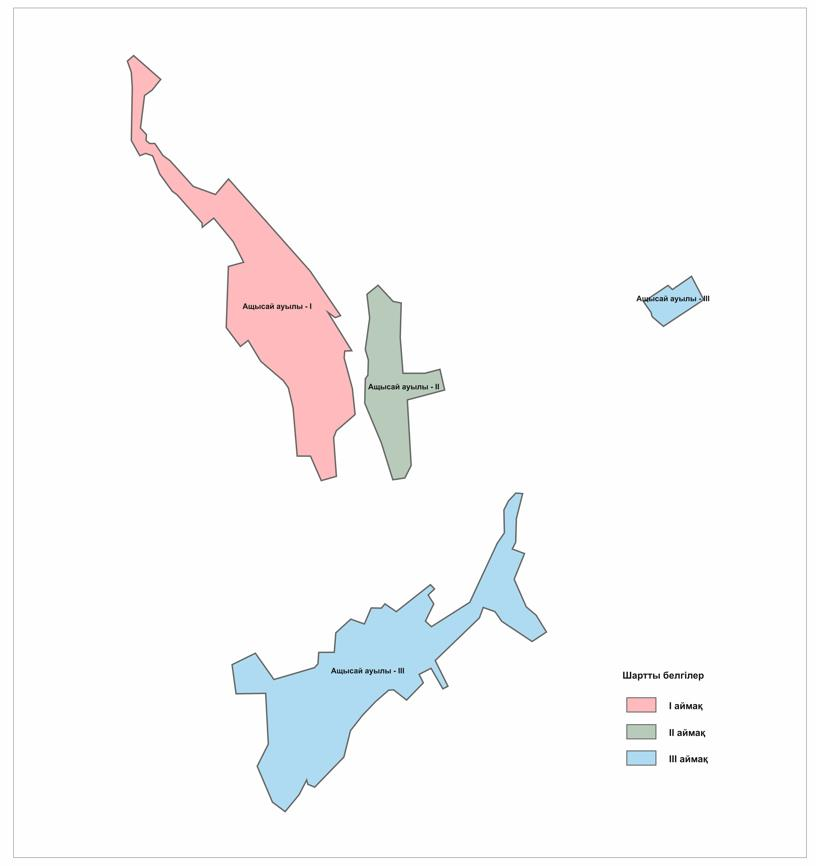 Ащысай ауылы - III
Ащысай ауылы - I
Ащысай ауылы - II
Ащысай ауылы - III
Шартты белгілер
I аймақ
II аймақ
III аймақ